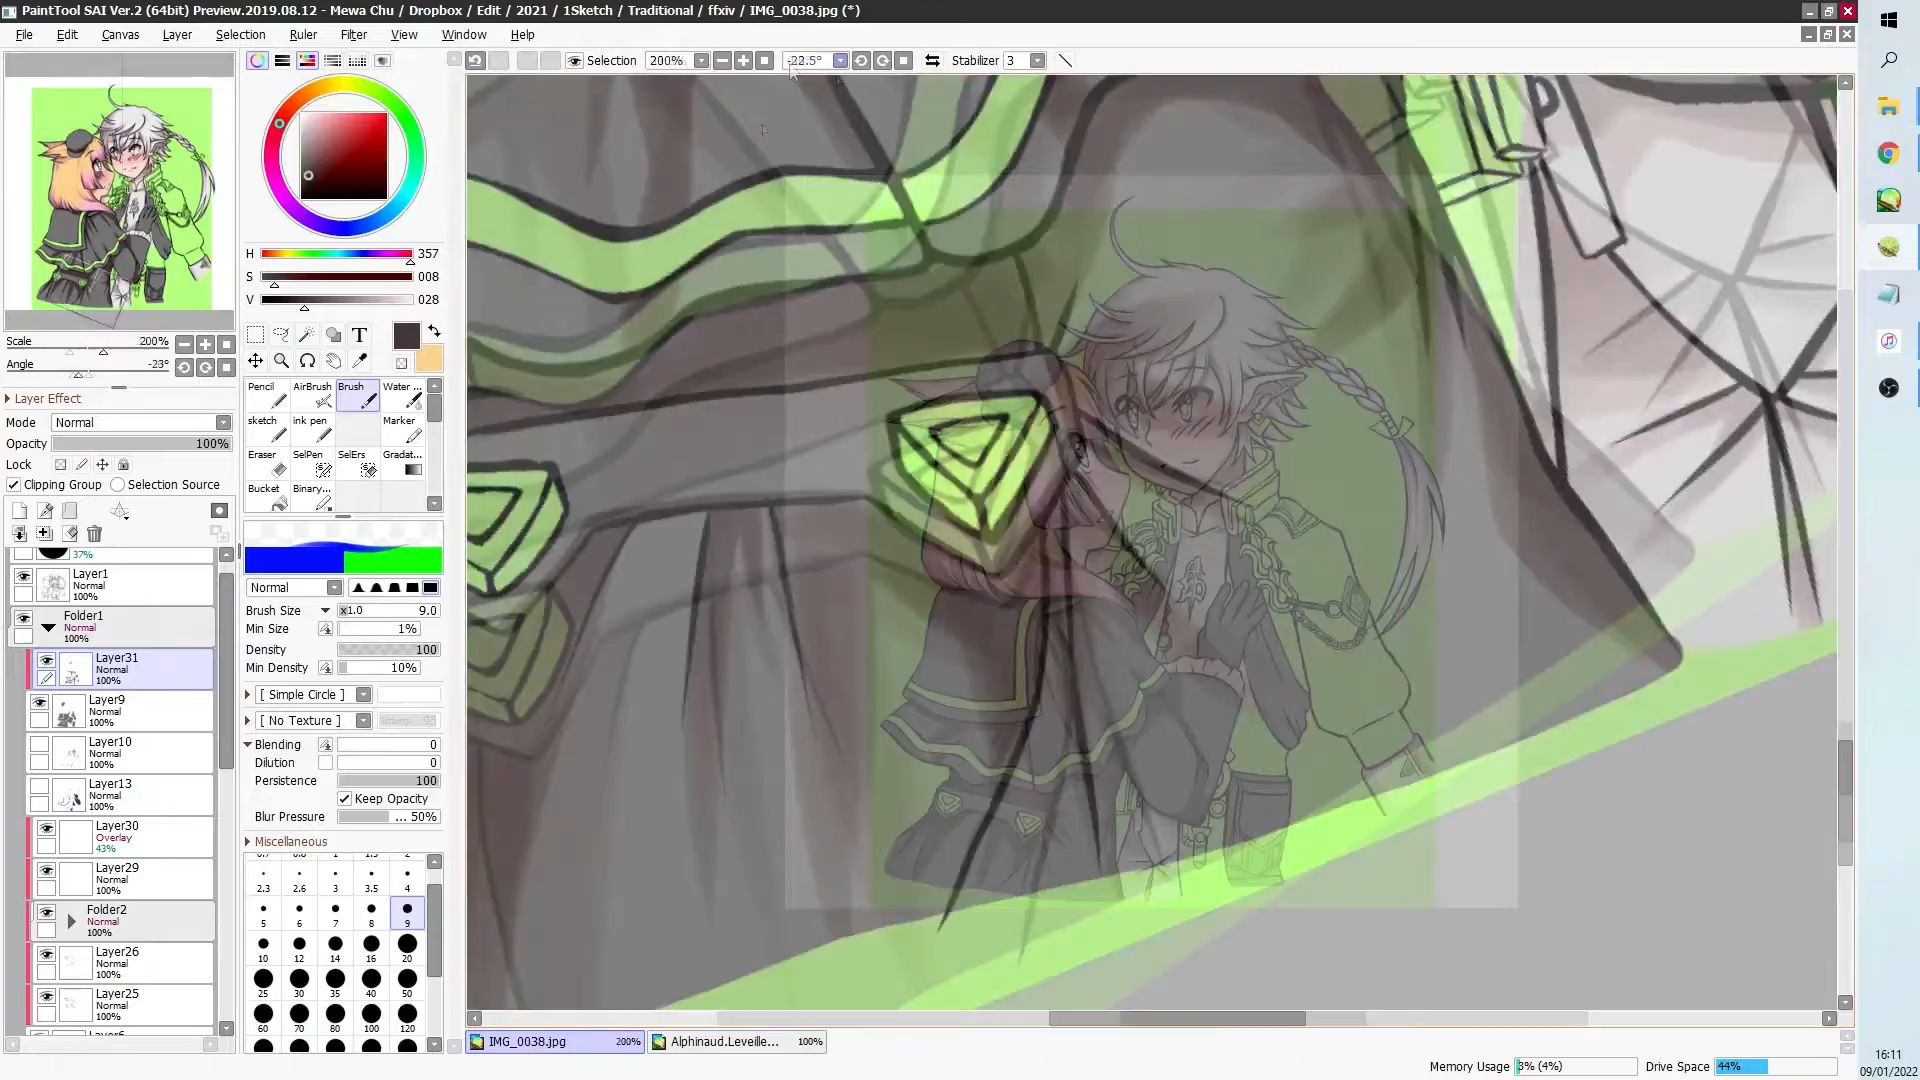 PaintTool SAI Ver.2 (64bit) Preview.2019.08.12 - Mewa Chu / Dropbox / Edit / 2021 / 1Sketch / Traditional / ffxiv / IMG_0038.jpg (*)
File Edit Canvas Layer Selection Ruler Filter View Window Help
Selection 200% -22.5° Stabilizer 3
H 357
S 008
V 028
Scale 200%
Angle -23°
Layer Effect
Mode Normal
Opacity 100%
Lock
Clipping Group Selection Source
37%
Layer1
Normal
100%
Folder1
Normal
100%
Layer31
Normal
100%
Layer9
Normal
100%
Layer10
Normal
100%
Layer13
Normal
100%
Layer30
Overlay
43%
Layer29
Normal
100%
Folder2
Normal
100%
Layer26
Normal
100%
Layer25
Normal
100%
T
Pencil AirBrush Brush Water ...
sketch ink pen Marker
Eraser SelPen SelErs Gradat...
Bucket Binary...
Normal
Brush Size x1.0 9.0
Min Size 1%
Density 100
Min Density 10%
[ Simple Circle ]
[ No Texture ]
Blending 0
Dilution 0
Persistence 100
Keep Opacity
Blur Pressure ... 50%
Miscellaneous
2.3 2.6 3 3.5 4
5 6 7 8 9
10 12 14 16 20
25 30 35 40 50
60 70 80 100 120
IMG_0038.jpg 200% Alphinaud.Leveille... 100%
Memory Usage 3% (4%) Drive Space 44%
16:11
09/01/2022